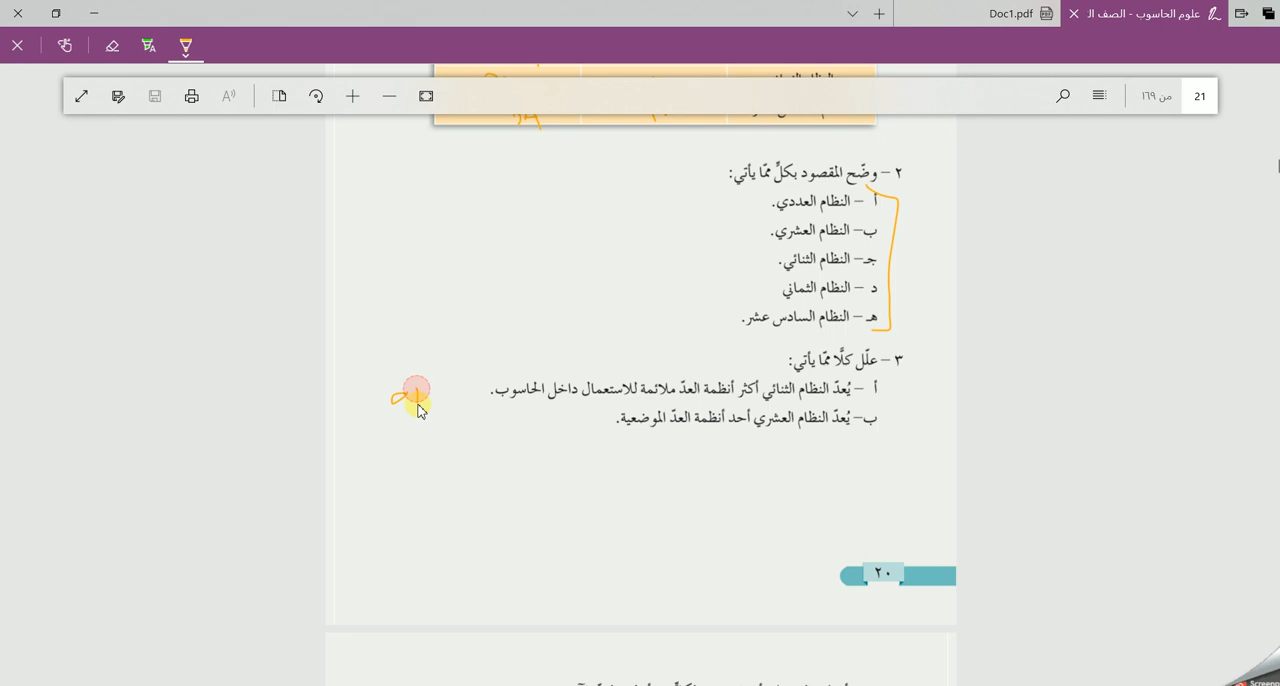 علوم الحاسوب - الصف ال
Doc1.pdf
21
من ١٦٩
٢ – وضّح المقصود بكلٍّ ممّا يأتي:
أ – النظام العددي.
ب– النظام العشري.
جـ– النظام الثنائي.
د – النظام الثماني
هـ – النظام السادس عشر.
٣ – علّل كلًّا ممّا يأتي:
أ – يُعدّ النظام الثنائي أكثر أنظمة العدّ ملائمة للاستعمال داخل الحاسوب.
ب– يُعدّ النظام العشري أحد أنظمة العدّ الموضعية.
٢٠